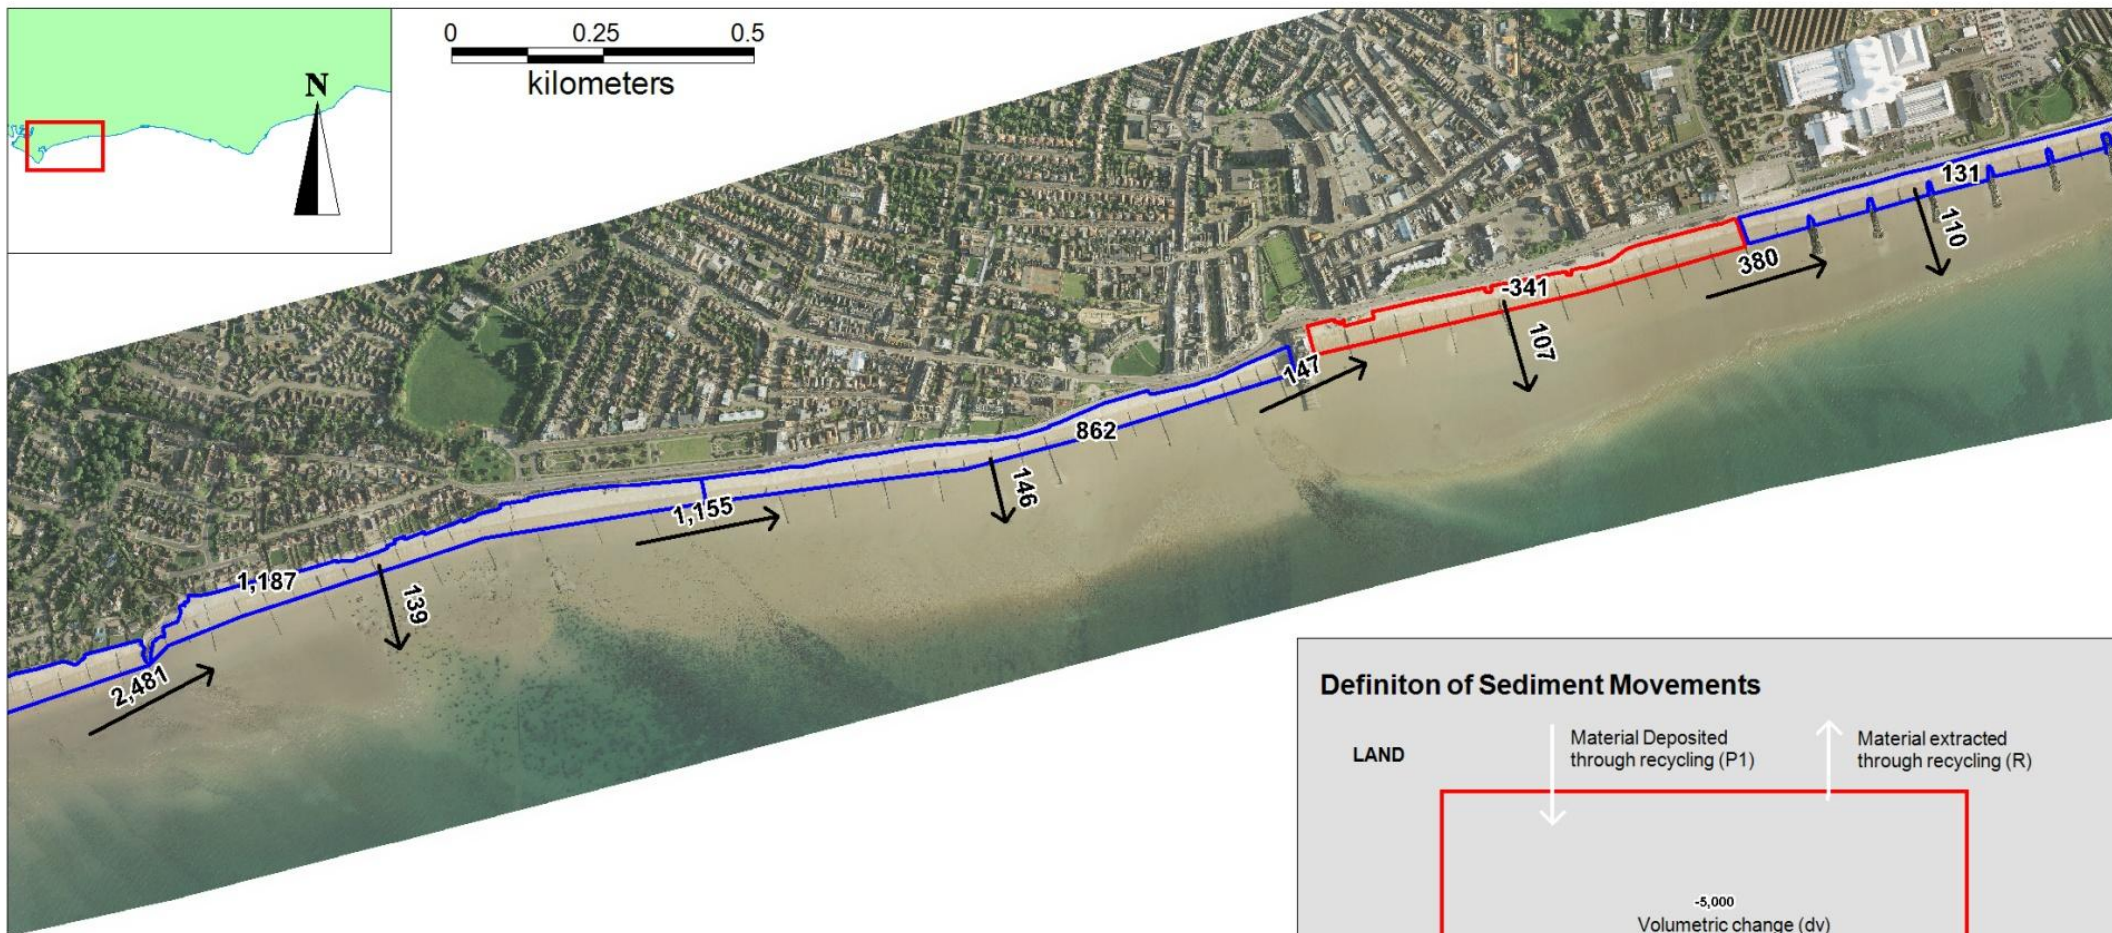 0 0.25 0.5
kilometers
N
131
110
380
-341
107
147
862
146
1,155
1,187
139
2,481
Definiton of Sediment Movements
LAND
Material Deposited
through recycling (P1)
Material extracted
through recycling (R)
-5,000
Volumetric change (dv)